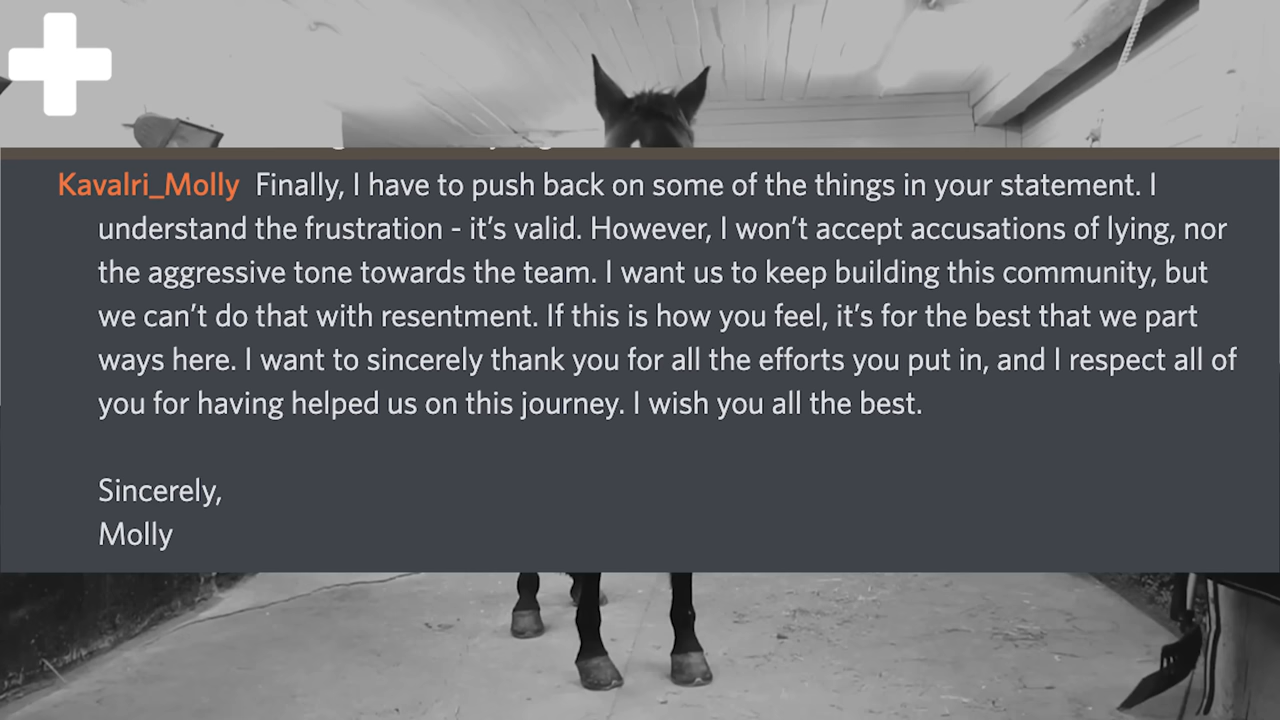 Kavalri_Molly Finally, I have to push back on some of the things in your statement. I
understand the frustration - it’s valid. However, I won’t accept accusations of lying, nor
the aggressive tone towards the team. I want us to keep building this community, but
we can’t do that with resentment. If this is how you feel, it’s for the best that we part
ways here. I want to sincerely thank you for all the efforts you put in, and I respect all of
you for having helped us on this journey. I wish you all the best.
Sincerely,
Molly